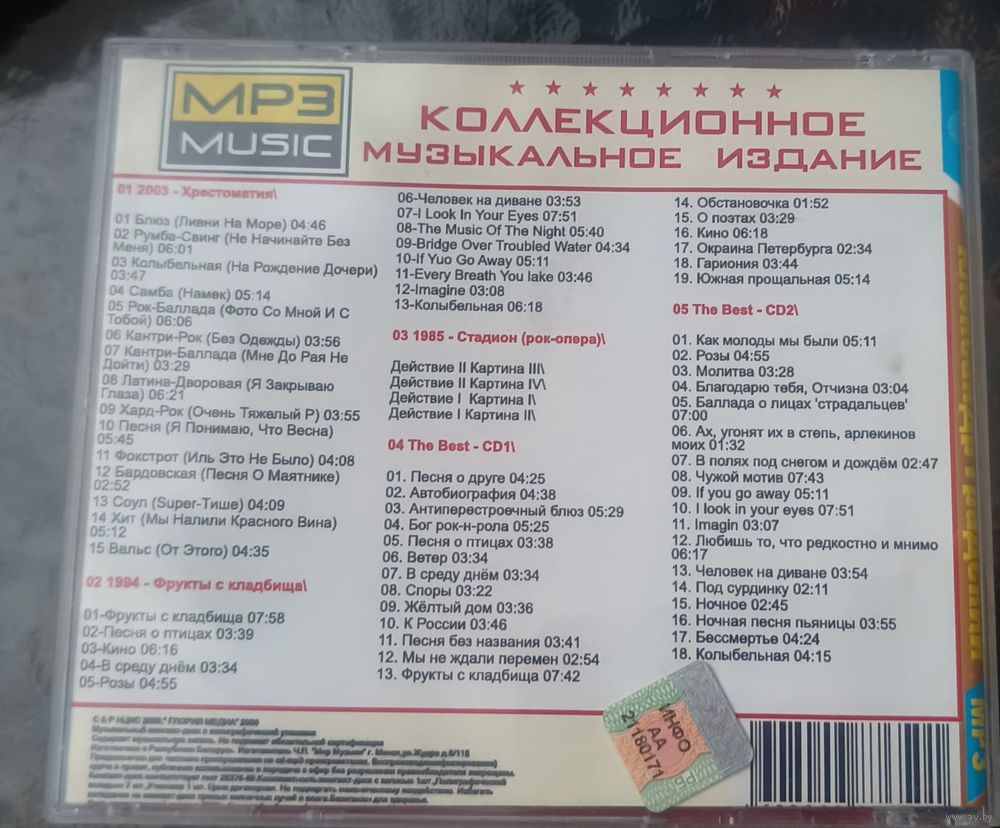 MP3
MUSIC
КОЛЛЕКЦИОННОЕ
МУЗЫКАЛЬНОЕ ИЗДАНИЕ
01 2003 - Хрестоматия\
01 Блюз (Ливни На Море) 04:46
02 Румба-Свинг (Не Начинайте Без
Меня) 06:01
03 Колыбельная (На Рождение Дочери)
03:47
04 Самба (Намек) 05:14
05 Рок-Баллада (Фото Со Мной И С
Тобой) 06:06
06 Кантри-Рок (Без Одежды) 03:56
07 Кантри-Баллада (Мне До Рая Не
Дойти) 03:29
08 Латина-Дворовая (Я Закрываю
Глаза) 06:21
09 Хард-Рок (Очень Тяжелый Р) 03:55
10 Песня (Я Понимаю, Что Весна)
05:45
11 Фокстрот (Иль Это Не Было) 04:08
12 Бардовская (Песня О Маятнике)
02:52
13 Соул (Super-Тише) 04:09
14 Хит (Мы Налили Красного Вина)
05:12
15 Вальс (От Этого) 04:35
02 1994 - Фрукты с кладбища\
01-Фрукты с кладбища 07:58
02-Песня о птицах 03:39
03-Кино 06:16
04-В среду днём 03:34
05-Розы 04:55
06-Человек на диване 03:53
07-I Look In Your Eyes 07:51
08-The Music Of The Night 05:40
09-Bridge Over Troubled Water 04:34
10-If Yuo Go Away 05:11
11-Every Breath You lake 03:46
12-Imagine 03:08
13-Колыбельная 06:18
03 1985 - Стадион (рок-опера)\
Действие II Картина III\
Действие II Картина IV\
Действие I Картина I\
Действие I Картина II\
04 The Best - CD1\
01. Песня о друге 04:25
02. Автобиография 04:38
03. Антиперестроечный блюз 05:29
04. Бог рок-н-рола 05:25
05. Песня о птицах 03:38
06. Ветер 03:34
07. В среду днём 03:34
08. Споры 03:22
09. Жёлтый дом 03:36
10. К России 03:46
11. Песня без названия 03:41
12. Мы не ждали перемен 02:54
13. Фрукты с кладбища 07:42
14. Обстановочка 01:52
15. О поэтах 03:29
16. Кино 06:18
17. Окраина Петербурга 02:34
18. Гариония 03:44
19. Южная прощальная 05:14
05 The Best - CD2\
01. Как молоды мы были 05:11
02. Розы 04:55
03. Молитва 03:28
04. Благодарю тебя, Отчизна 03:04
05. Баллада о лицах 'страдальцев'
07:00
06. Ах, угонят их в степь, арлекинов
моих 01:32
07. В полях под снегом и дождём 02:47
08. Чужой мотив 07:43
09. If you go away 05:11
10. I look in your eyes 07:51
11. Imagin 03:07
12. Любишь то, что редкостно и мнимо
06:17
13. Человек на диване 03:54
14. Под сурдинку 02:11
15. Ночное 02:45
16. Ночная песня пьяницы 03:55
17. Бессмертье 04:24
18. Колыбельная 04:15
ИНФО
АА
21180171
MP3
www.ay.by